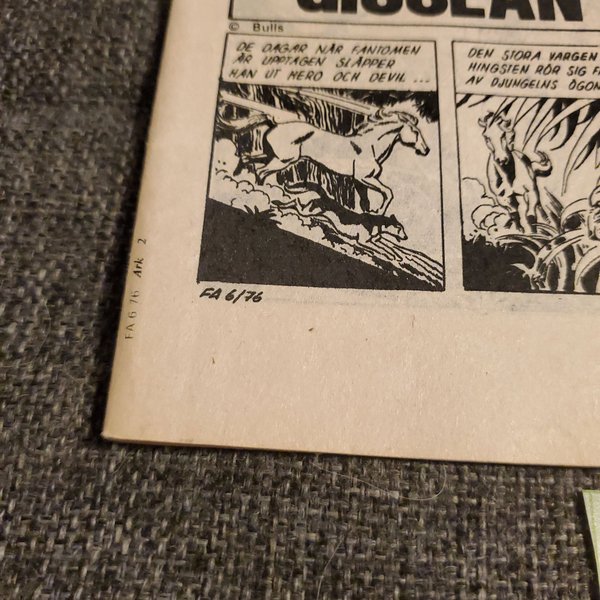 GISSLAN
© Bulls
DE DAGAR NÄR FANTOMEN
ÄR UPPTAGEN SLÄPPER
HAN UT HERO OCH DEVIL ...
DEN STORA VARGEN
HINGSTEN RÖR SIG
AV DJUNGELNS ÖGON
FA 6/76
FA 6 76 Ark 2